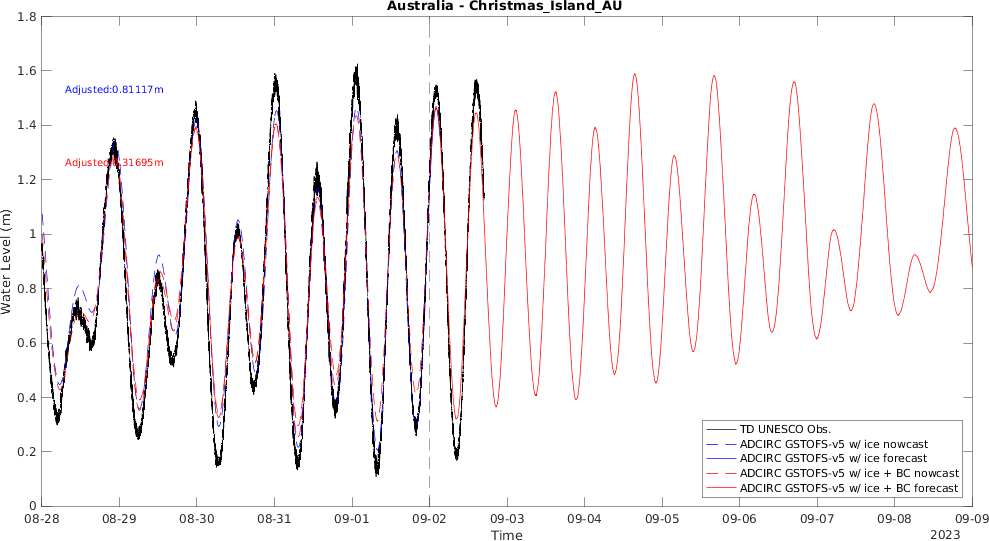 Australia - Christmas_Island_AU
1.8
1.6
1.4
1.2
1
0.8
0.6
0.4
0.2
0
Water Level (m)
Adjusted:0.81117m
TD UNESCO Obs.
ADCIRC GSTOFS-v5 w/ ice nowcast
ADCIRC GSTOFS-v5 w/ ice forecast
ADCIRC GSTOFS-v5 w/ ice + BC nowcast
ADCIRC GSTOFS-v5 w/ ice + BC forecast
08-28 08-29 08-30 08-31 09-01 09-02 09-03 09-04 09-05 09-06 09-07 09-08 09-09
Time
2023